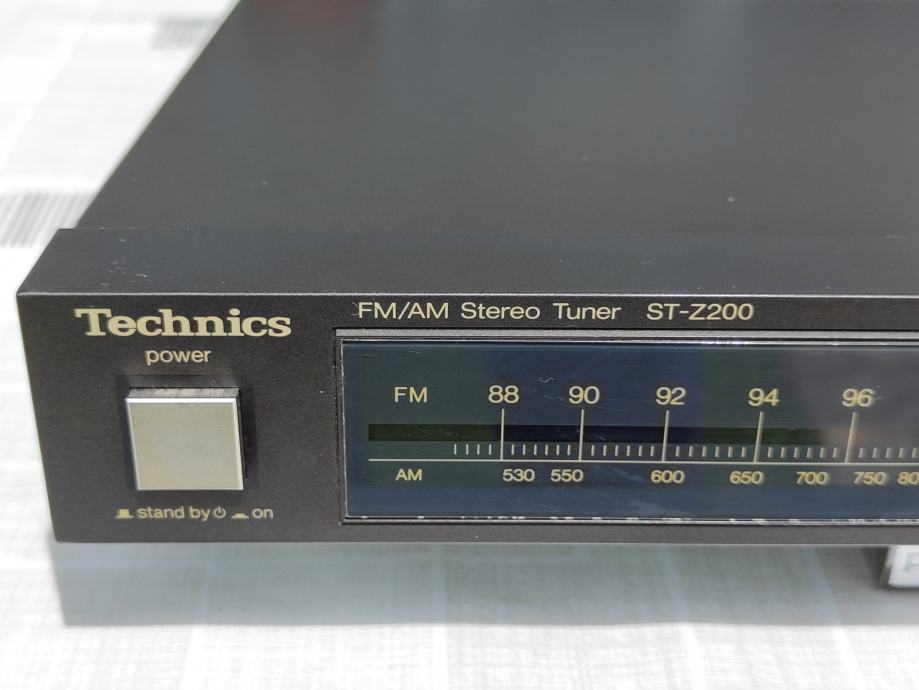 Technics
FM/AM Stereo Tuner ST-Z200
power
FM 88 90 92 94 96
AM 530 550 600 650 700 750
stand by on